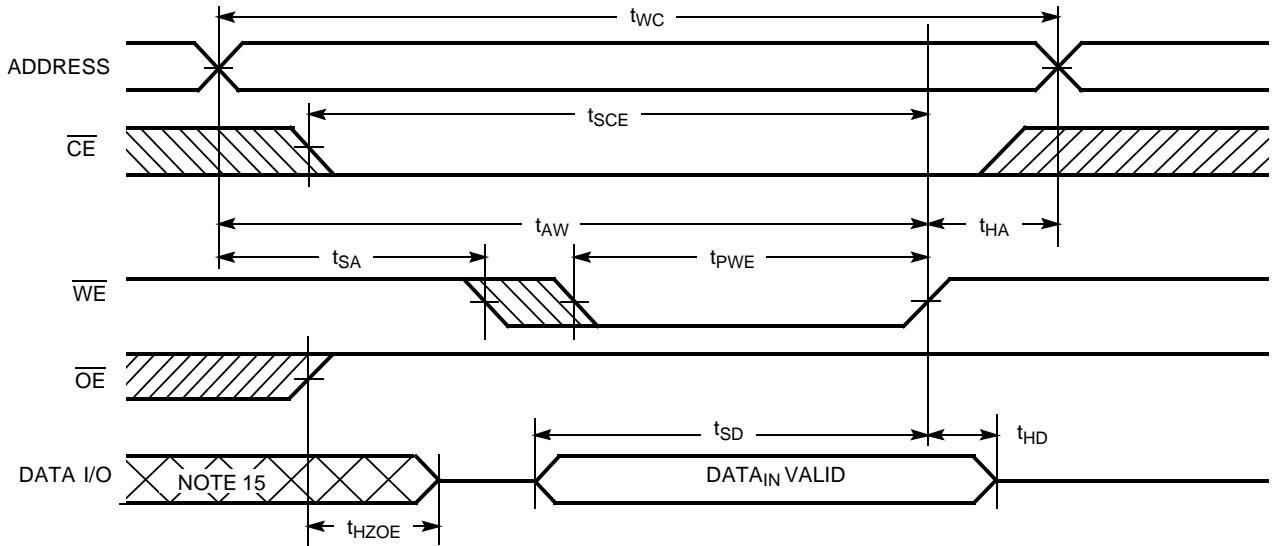 tWC
ADDRESS
tSCE
CE
tAW
tHA
tSA
tPWE
WE
OE
tSD
tHD
DATA I/O
NOTE 15
DATAIN VALID
tHZOE